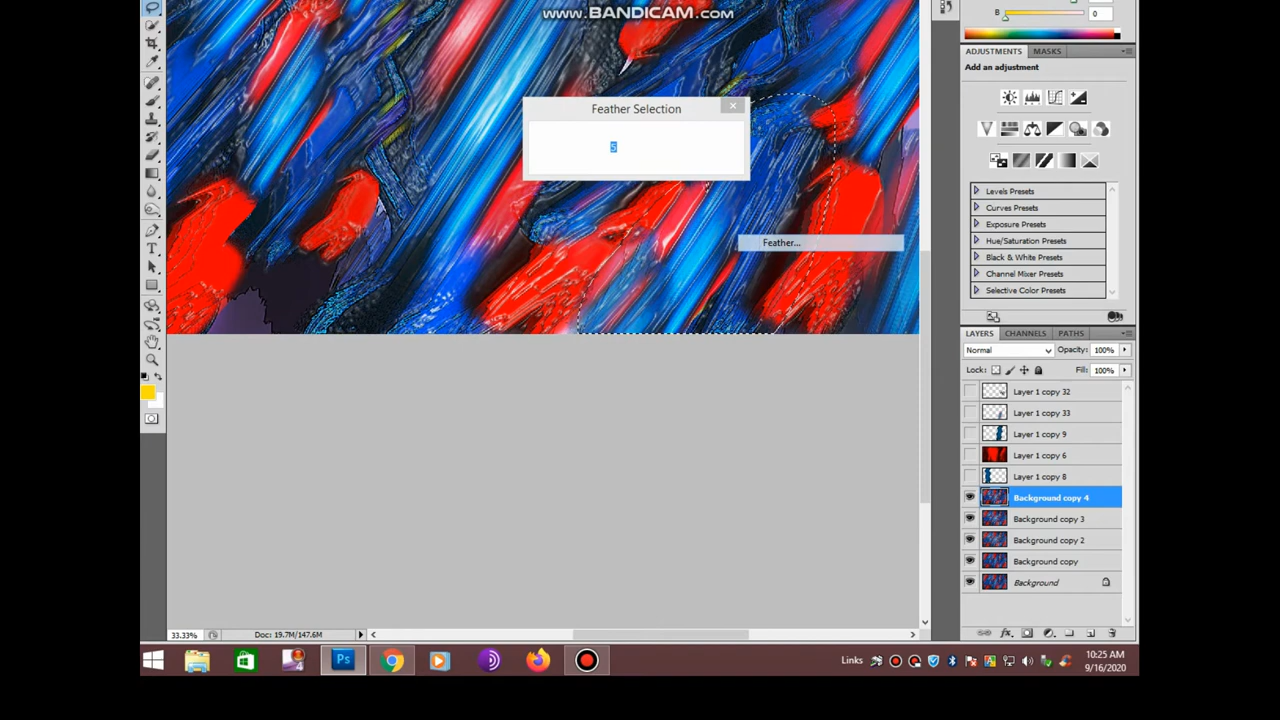 www.BANDICAM.com
B 0
ADJUSTMENTS MASKS
Add an adjustment
Feather Selection
5
Feather...
Levels Presets
Curves Presets
Exposure Presets
Hue/Saturation Presets
Black & White Presets
Channel Mixer Presets
Selective Color Presets
LAYERS CHANNELS PATHS
Normal Opacity: 100%
Lock: Fill: 100%
Layer 1 copy 32
Layer 1 copy 33
Layer 1 copy 9
Layer 1 copy 6
Layer 1 copy 8
Background copy 4
Background copy 3
Background copy 2
Background copy
Background
33.33% Doc: 19.7M/147.6M
fx
Ps
Links
10:25 AM
9/16/2020